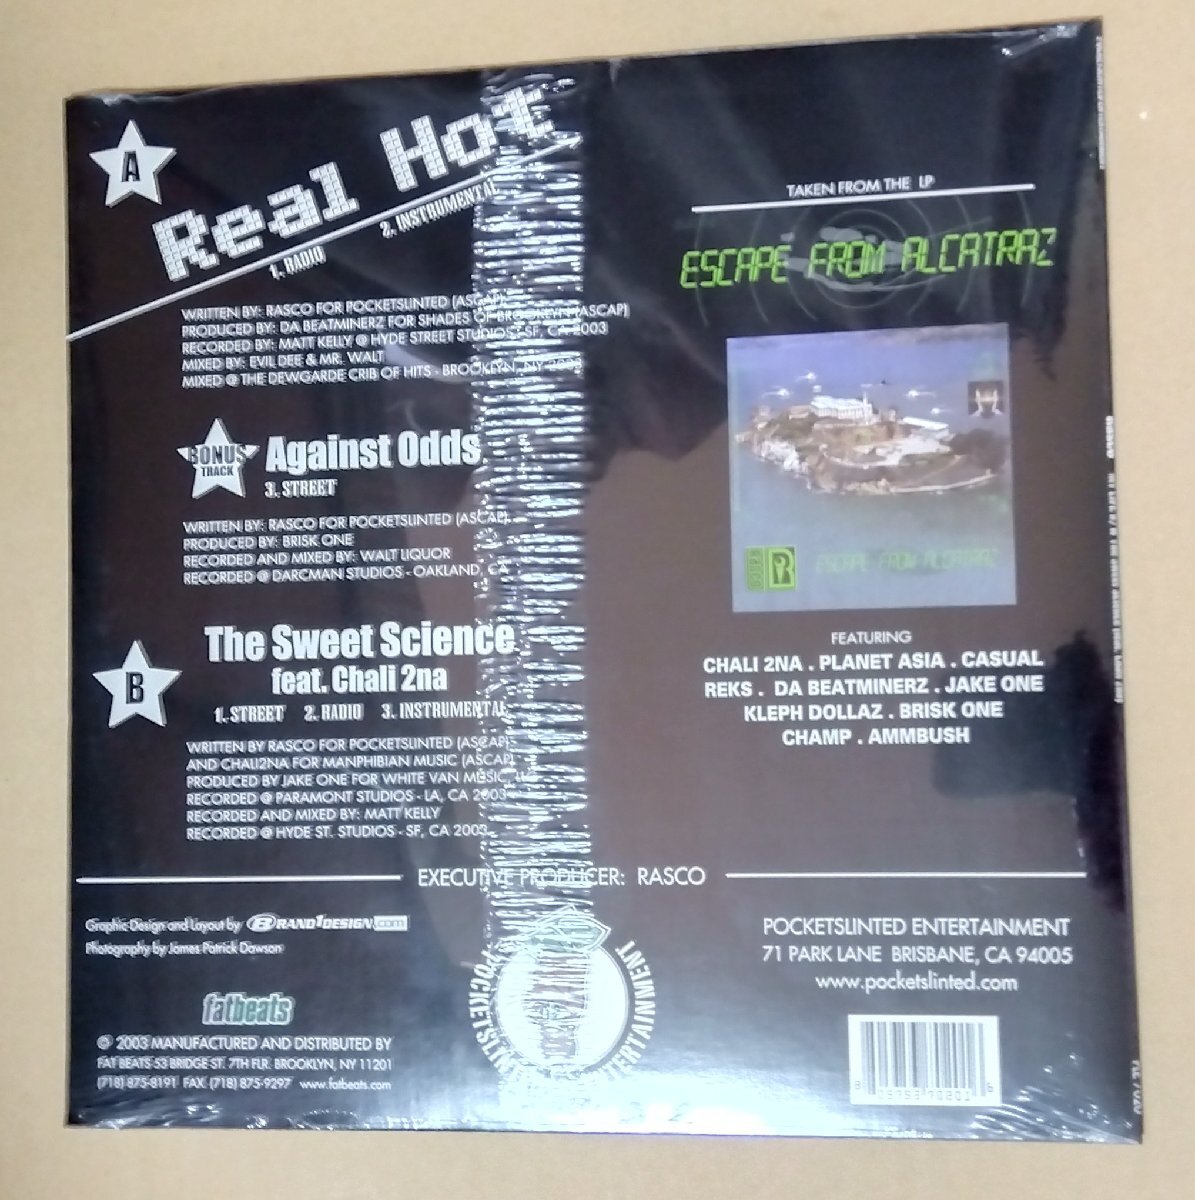 A
Real Hot
1. RADIO
2. INSTRUMENTAL
WRITTEN BY: RASCO FOR POCKETSLINTED (ASCAP)
PRODUCED BY: DA BEATMINERZ FOR SHADES OF BROOKLYN (ASCAP)
RECORDED BY: MATT KELLY @ HYDE STREET STUDIOS - SF, CA 2003
MIXED BY: EVIL DEE & MR. WALT
MIXED @ THE DEWGARDE CRIB OF HITS - BROOKLYN, NY
BONUS
TRACK
Against Odds
3. STREET
WRITTEN BY: RASCO FOR POCKETSLINTED (ASCAP)
PRODUCED BY: BRISK ONE
RECORDED AND MIXED BY: WALT LIQUOR
RECORDED @ DARCMAN STUDIOS - OAKLAND, CA
B
The Sweet Science
feat. Chali 2na
1. STREET 2. RADIO 3. INSTRUMENTAL
WRITTEN BY RASCO FOR POCKETSLINTED (ASCAP)
AND CHALI2NA FOR MANPHIBIAN MUSIC (ASCAP)
PRODUCED BY JAKE ONE FOR WHITE VAN MUSIC,
RECORDED @ PARAMONT STUDIOS - LA, CA 2003
RECORDED AND MIXED BY: MATT KELLY
RECORDED @ HYDE ST. STUDIOS - SF, CA 2003
TAKEN FROM THE LP
ESCAPE FROM ALCATRAZ
ESCAPE FROM ALCATRAZ
FEATURING
CHALI 2NA . PLANET ASIA . CASUAL
REKS . DA BEATMINERZ . JAKE ONE
KLEPH DOLLAZ . BRISK ONE
CHAMP . AMMBUSH
EXECUTIVE PRODUCER: RASCO
Graphic Design and Layout by BRAND1DESIGN.com
Photography by James Patrick Dawson
fatbeats
© 2003 MANUFACTURED AND DISTRIBUTED BY
FAT BEATS 53 BRIDGE ST. 7TH FLR. BROOKLYN, NY 11201
(718) 875-8191 FAX. (718) 875-9297 www.fatbeats.com
POCKETSLINTED ENTERTAINMENT
POCKETSLINTED ENTERTAINMENT
71 PARK LANE BRISBANE, CA 94005
www.pocketslinted.com